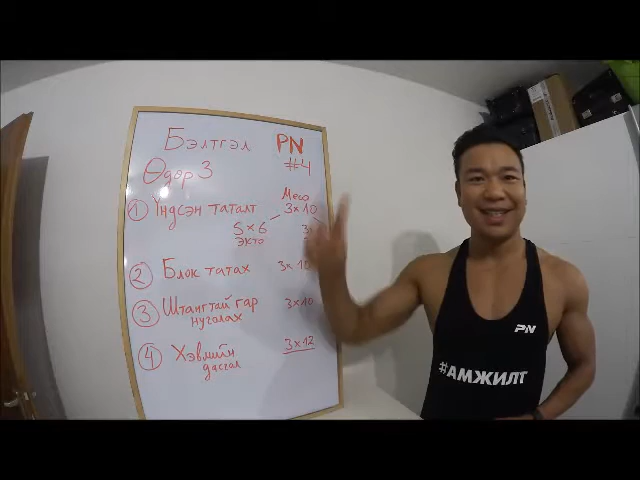 Бэлтгэл PN
Өдөр 3 #4
Месо
① Үндсэн таталт 3×10
5×6
экто
② Блок татах 3×10
③ Штангтай гар 3×10
нугалах
④ Хэвлийн 3×12
дасгал
PN
#АМЖИЛТ